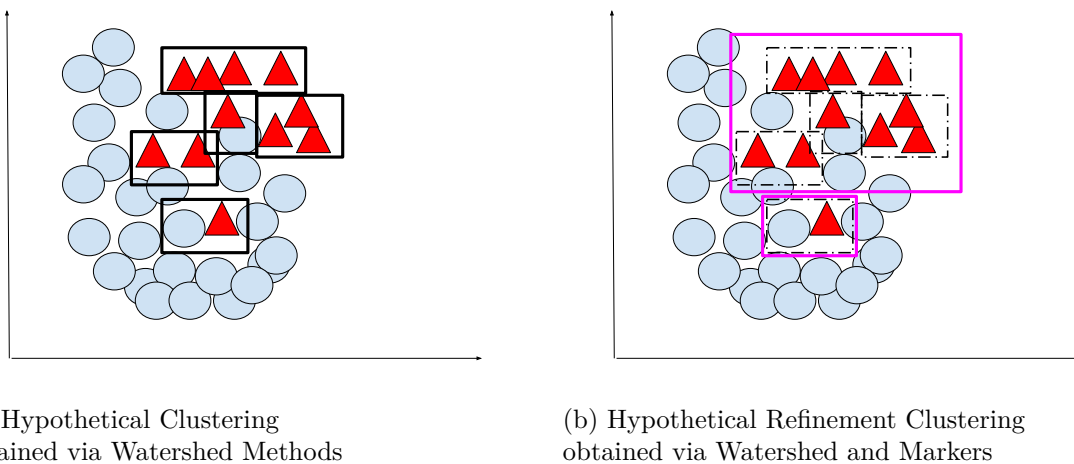 Hypothetical Clustering
ained via Watershed Methods
(b) Hypothetical Refinement Clustering
obtained via Watershed and Markers